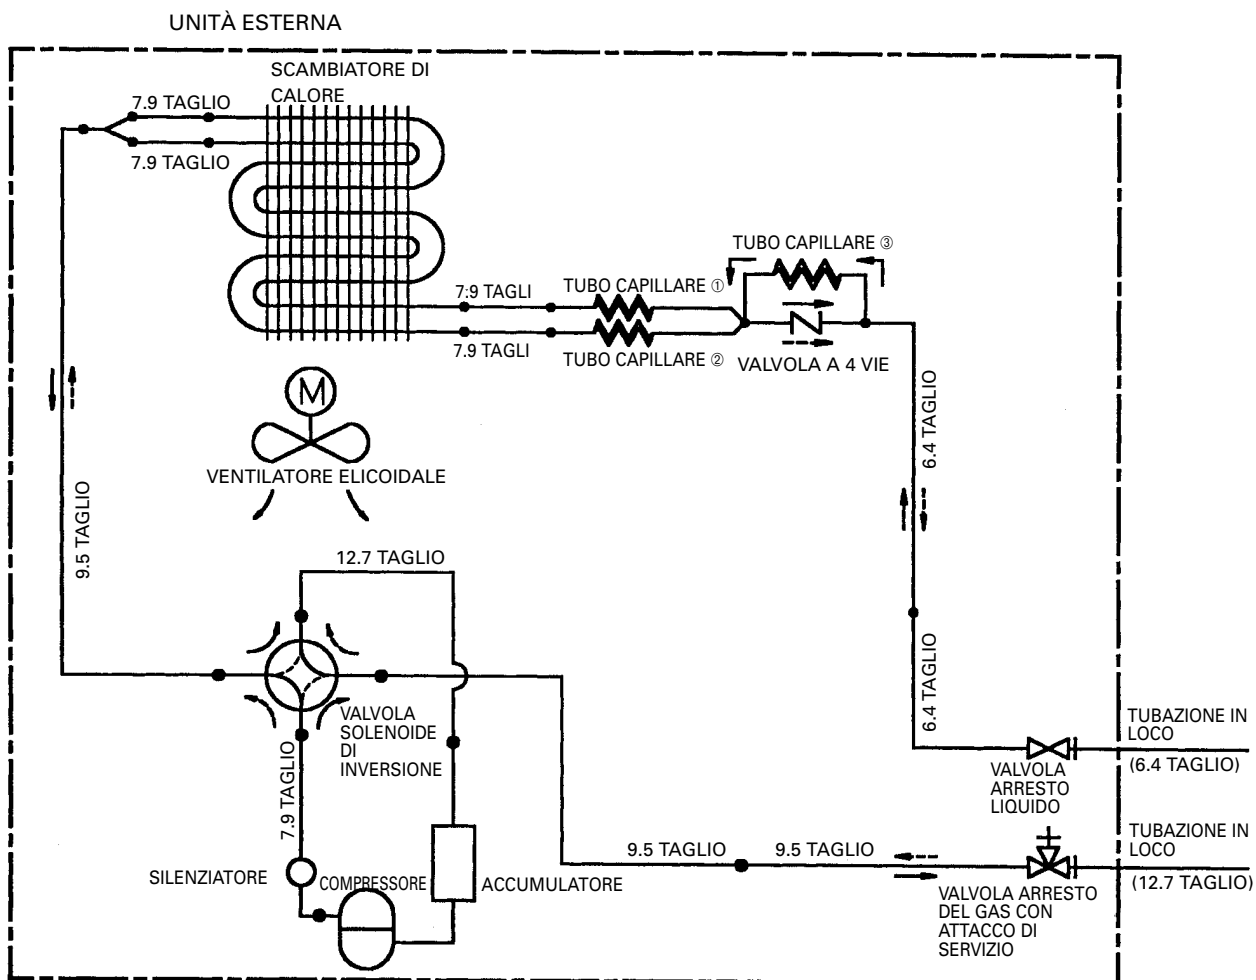 UNITÀ ESTERNA
SCAMBIATORE DI
CALORE
7.9 TAGLIO
7.9 TAGLIO
TUBO CAPILLARE ③
7.9 TAGLI
TUBO CAPILLARE ①
7.9 TAGLI
TUBO CAPILLARE ②
VALVOLA A 4 VIE
M
VENTILATORE ELICOIDALE
6.4 TAGLIO
9.5 TAGLIO
12.7 TAGLIO
6.4 TAGLIO
VALVOLA
SOLENOIDE
DI
INVERSIONE
7.9 TAGLIO
TUBAZIONE IN
LOCO
(6.4 TAGLIO)
VALVOLA
ARRESTO
LIQUIDO
TUBAZIONE IN
LOCO
(12.7 TAGLIO)
9.5 TAGLIO
9.5 TAGLIO
SILENZIATORE
COMPRESSORE
ACCUMULATORE
VALVOLA ARRESTO
DEL GAS CON
ATTACCO DI
SERVIZIO